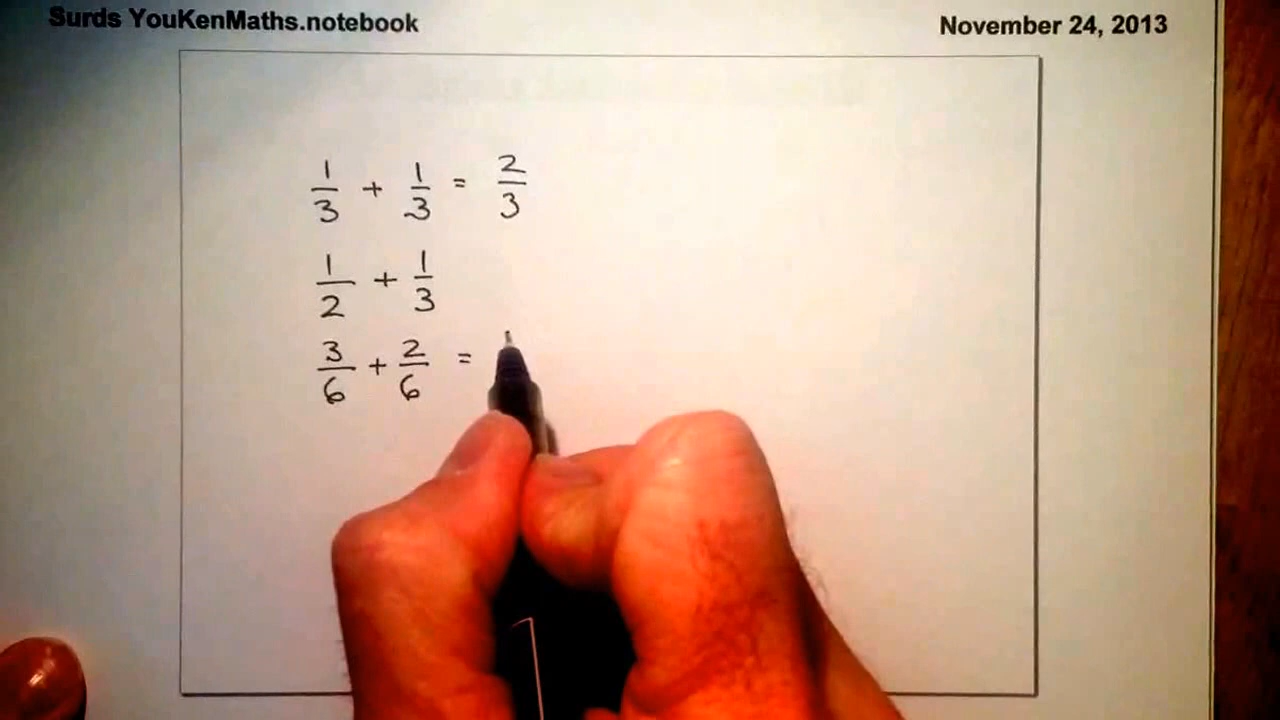 Surds YouKenMaths.notebook
November 24, 2013
1/3 + 1/3 = 2/3
1/2 + 1/3
3/6 + 2/6 =